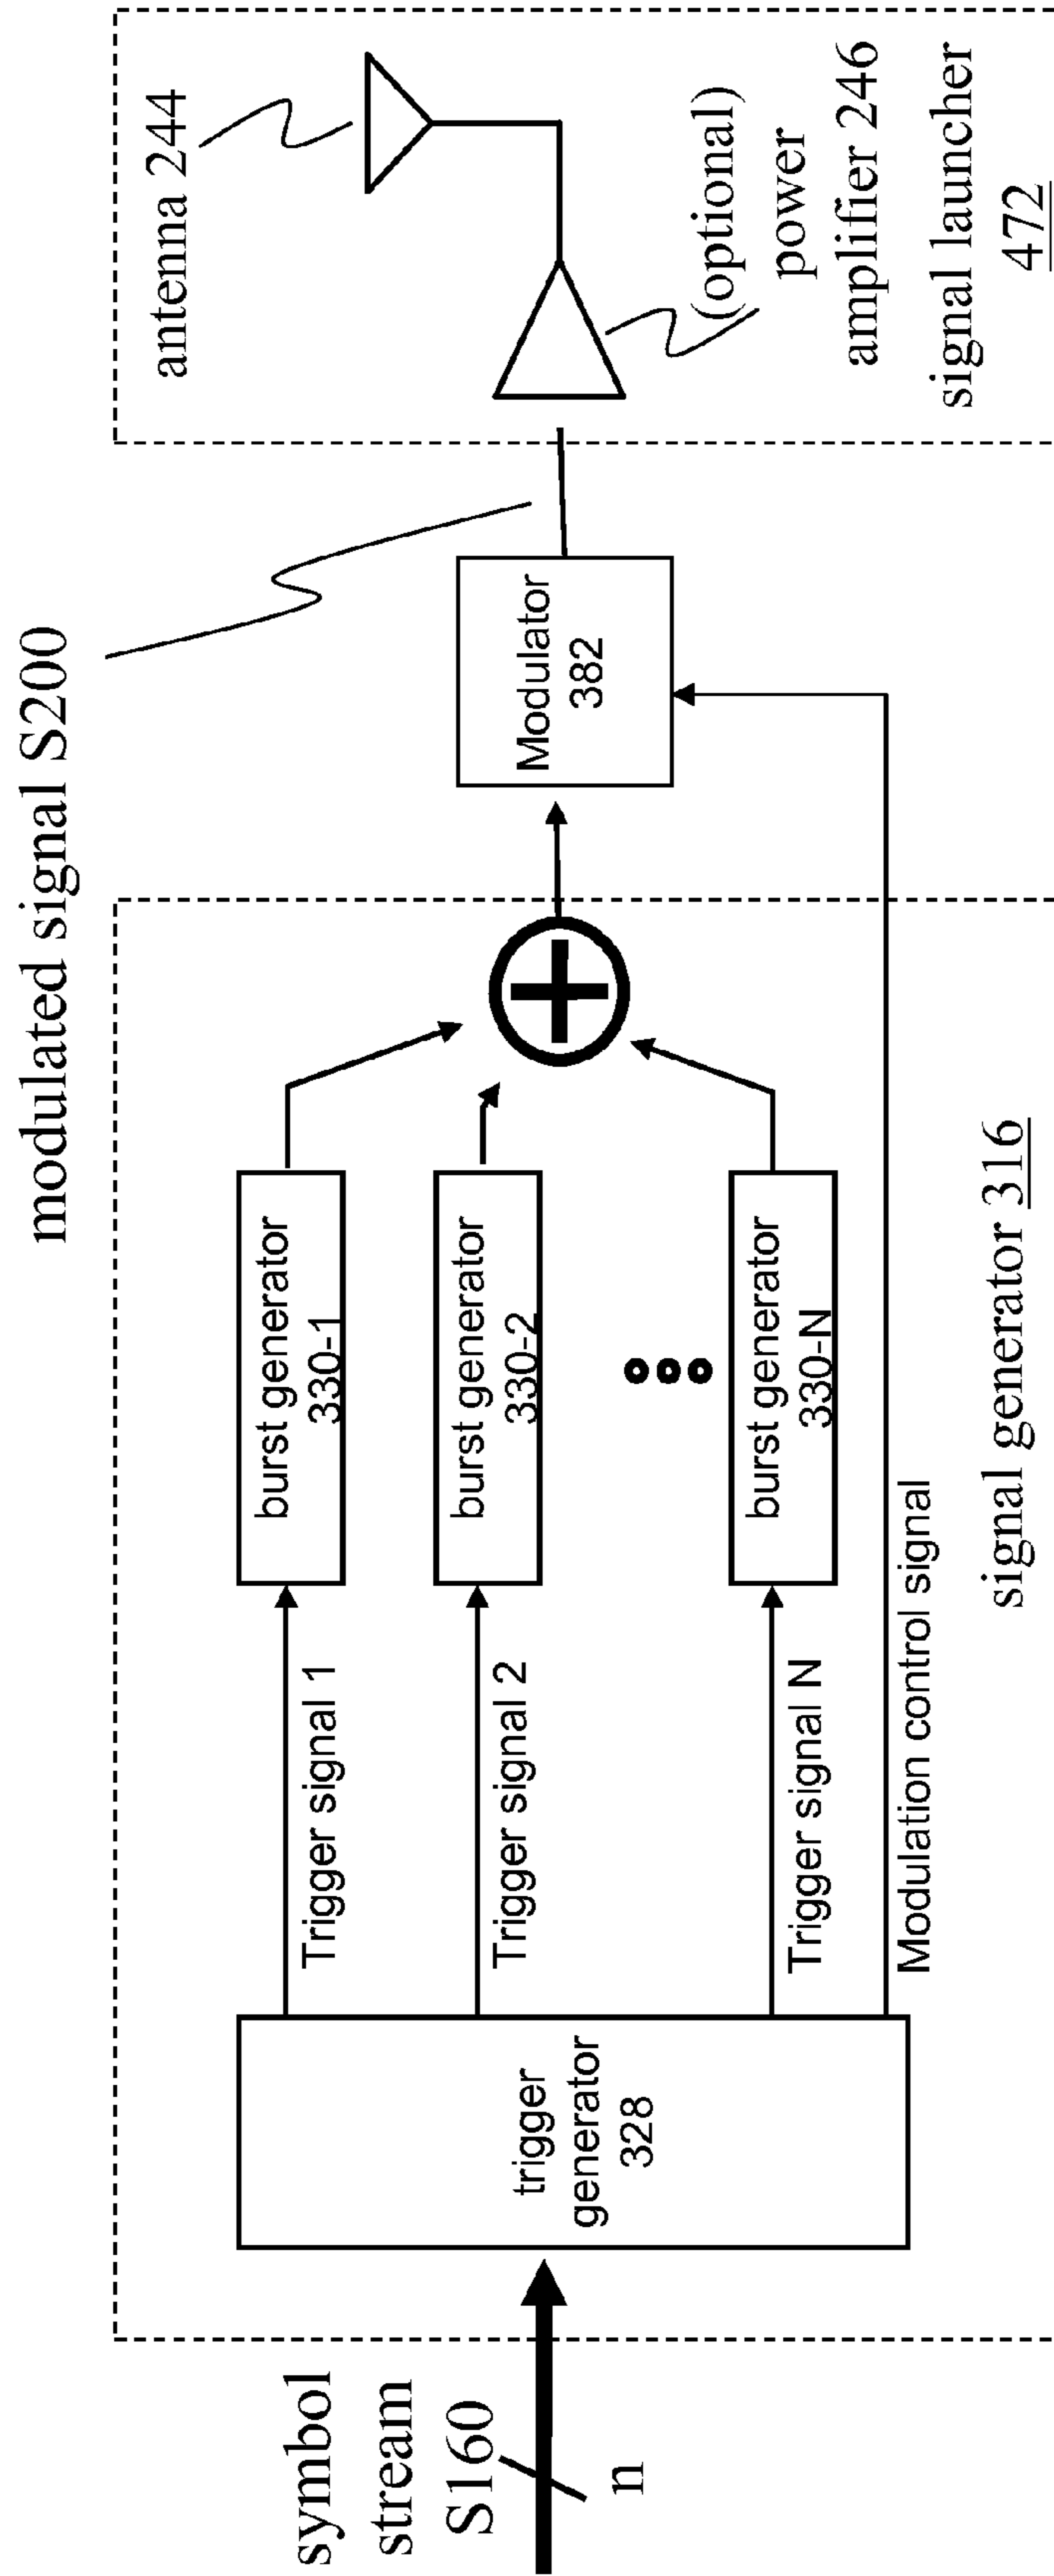 modulated signal S200
symbol
stream
S160
n
trigger
generator
328
Trigger signal 1
Trigger signal 2
Trigger signal N
Modulation control signal
burst generator
330-1
burst generator
330-2
burst generator
330-N
signal generator 316
Modulator
382
antenna 244
(optional)
power
amplifier 246
signal launcher
472